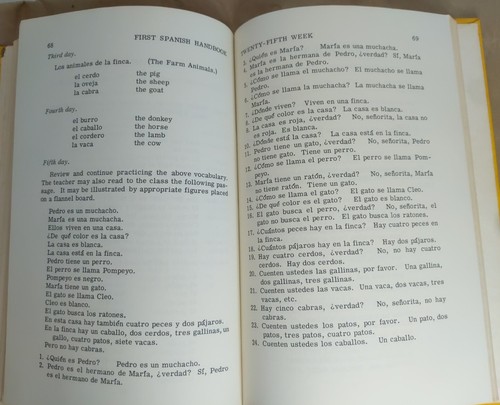 68 FIRST SPANISH HANDBOOK
Third day.
Los animales de la finca. (The Farm Animals.)
el cerdo the pig
la oveja the sheep
la cabra the goat
Fourth day.
el burro the donkey
el caballo the horse
el cordero the lamb
la vaca the cow
Fifth day.
Review and continue practicing the above vocabulary.
The teacher may also read to the class the following pas-
sage. It may be illustrated by appropriate figures placed
on a flannel board.
Pedro es un muchacho.
Marfa es una muchacha.
Ellos viven en una casa.
¿De qué color es la casa?
La casa es blanca.
La casa está en la finca.
Pedro tiene un perro.
El perro se llama Pompeyo.
Pompeyo es negro.
Marfa tiene un gato.
El gato se llama Cleo.
Cleo es blanco.
El gato busca los ratones.
En esta casa hay también cuatro peces y dos pájaros.
En la finca hay un caballo, dos cerdos, tres gallinas, un
gallo, cuatro patos, siete vacas.
Pero no hay cabras.
1. ¿Quién es Pedro? Pedro es un muchacho.
2. Pedro es el hermano de Marfa, ¿verdad? Sí, Pedro
es el hermano de Marfa.
TWENTY-FIFTH WEEK 69
3. ¿Quién es Marfa? Marfa es una muchacha.
4. Marfa es la hermana de Pedro, ¿verdad? Sí, Marfa
es la hermana de Pedro.
5. ¿Cómo se llama el muchacho? El muchacho se llama
Pedro.
6. ¿Cómo se llama la muchacha? La muchacha se llama
Marfa.
7. ¿Dónde viven? Viven en una finca.
8. ¿De qué color es la casa? La casa es blanca.
9. La casa es roja, ¿verdad? No, señorita, la casa no
es roja. Es blanca.
10. ¿Dónde está la casa? La casa está en la finca.
11. Pedro tiene un gato, ¿verdad? No, señorita, Pedro
no tiene gato. Tiene un perro.
12. ¿Cómo se llama el perro? El perro se llama Pom-
peyo.
13. Marfa tiene un ratón, ¿verdad? No, señorita, Marfa
no tiene ratón. Tiene un gato.
14. ¿Cómo se llama el gato? El gato se llama Cleo.
15. ¿De qué color es el gato? El gato es blanco.
16. El gato busca el perro, ¿verdad? No, señorita, el
gato no busca el perro. El gato busca los ratones.
17. ¿Cuántos peces hay en la finca? Hay cuatro peces en
la finca.
18. ¿Cuántos pájaros hay en la finca? Hay dos pájaros.
19. Hay cuatro cerdos, ¿verdad? No, no hay cuatro
cerdos. Hay dos cerdos.
20. Cuenten ustedes las gallinas, por favor. Una gallina,
dos gallinas, tres gallinas.
21. Cuenten ustedes las vacas. Una vaca, dos vacas, tres
vacas, etc.
22. Hay cinco cabras, ¿verdad? No, señorita, no hay
cabras.
23. Cuenten ustedes los patos, por favor. Un pato, dos
patos, tres patos, cuatro patos.
24. Cuenten ustedes los caballos. Un caballo.